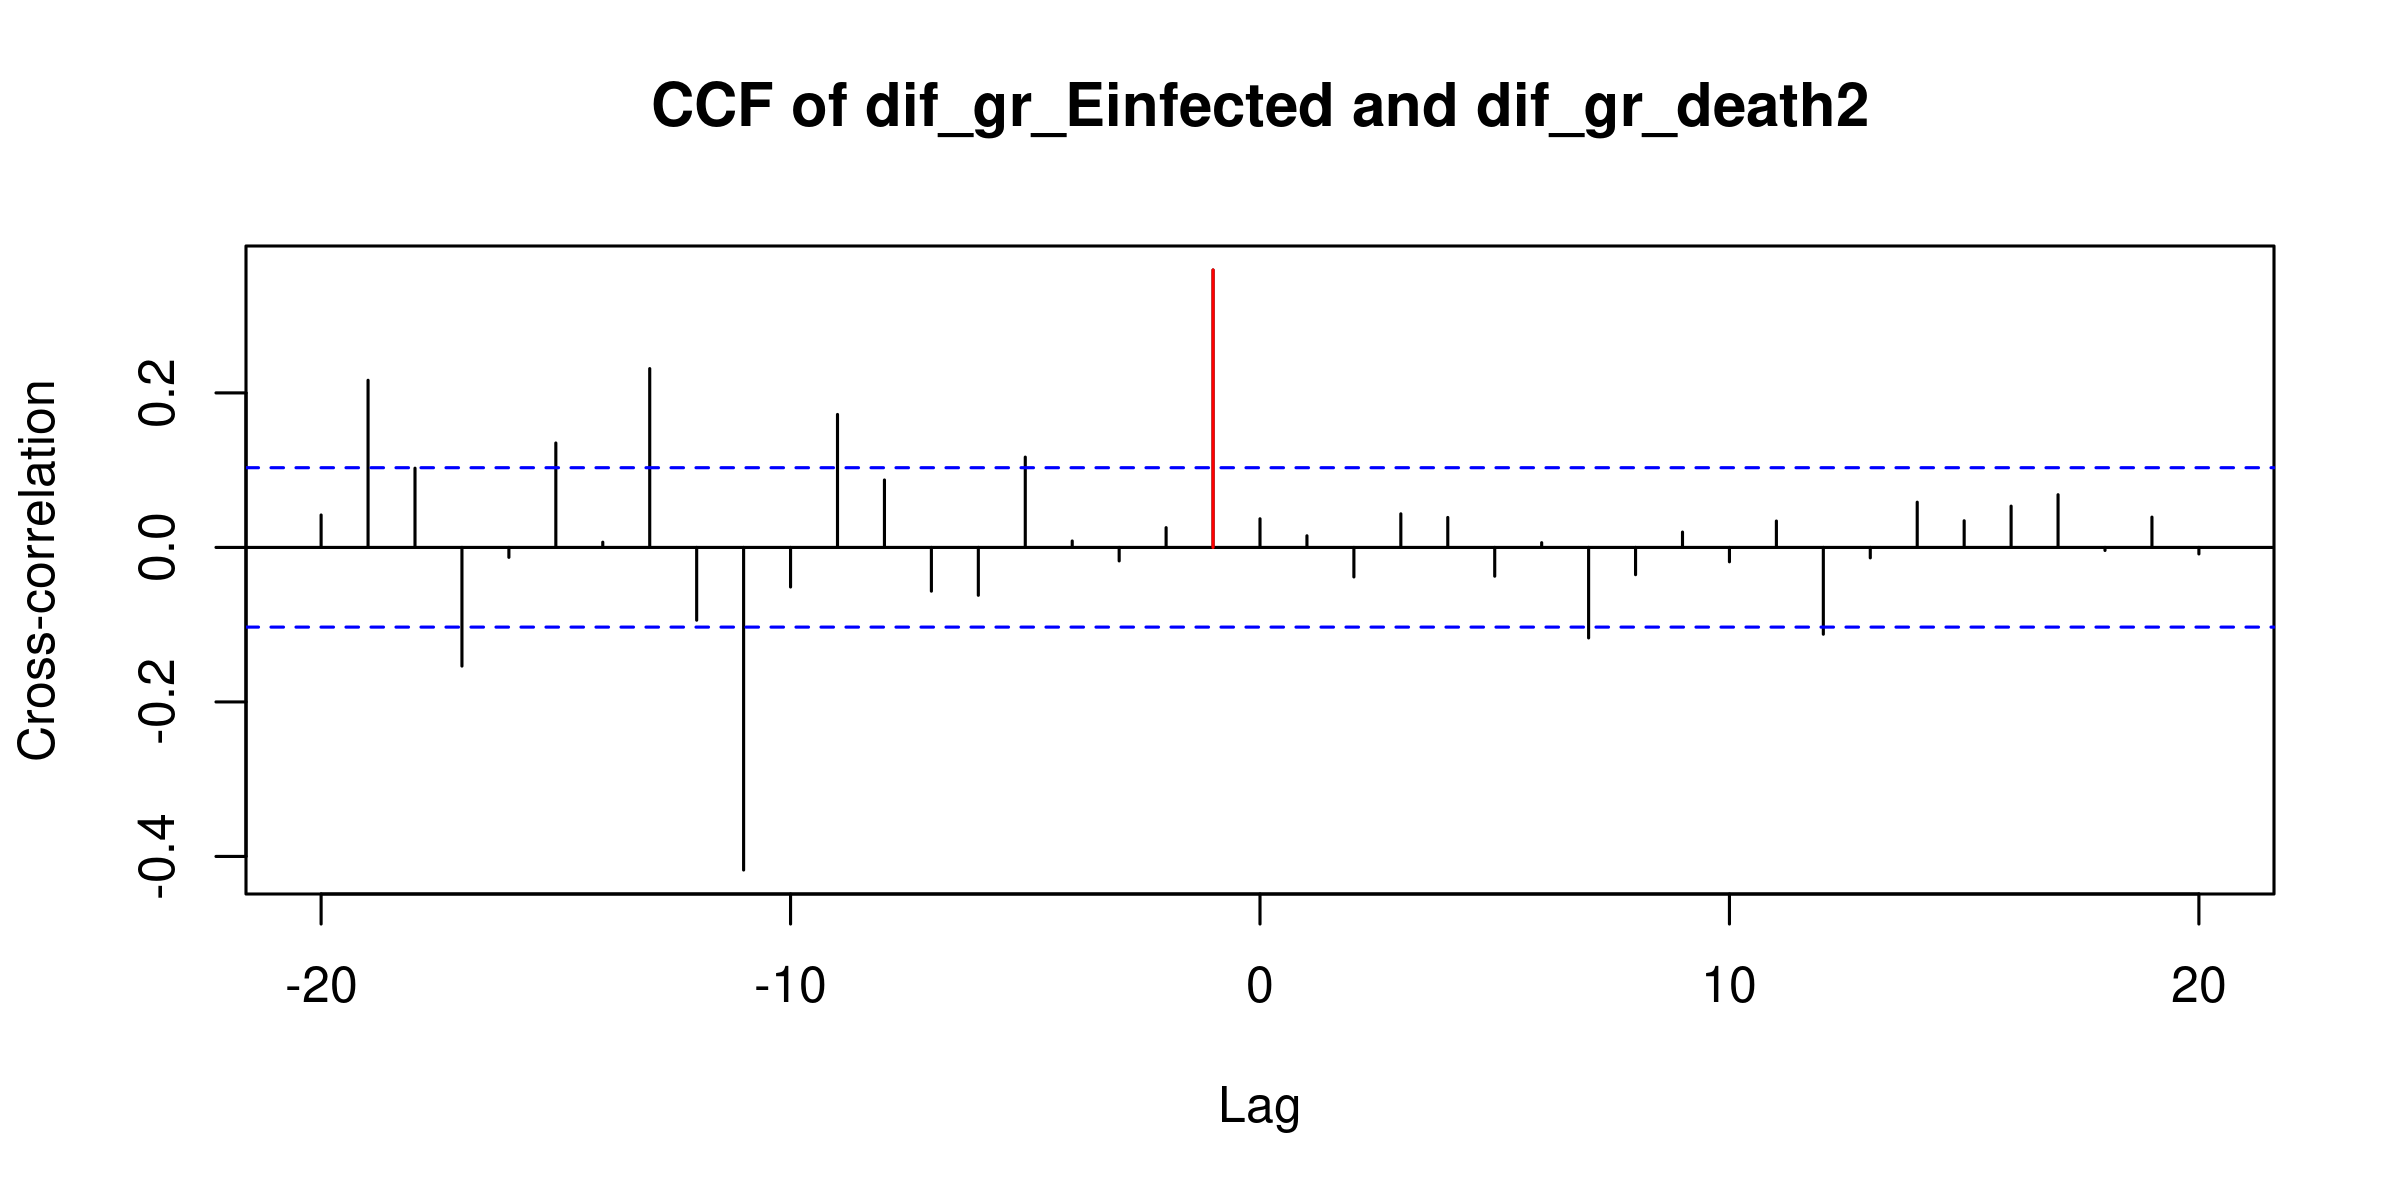 CCF of dif_gr_Einfected and dif_gr_death2
Cross-correlation
0.2
0.0
-0.2
-0.4
-20 -10 0 10 20
Lag